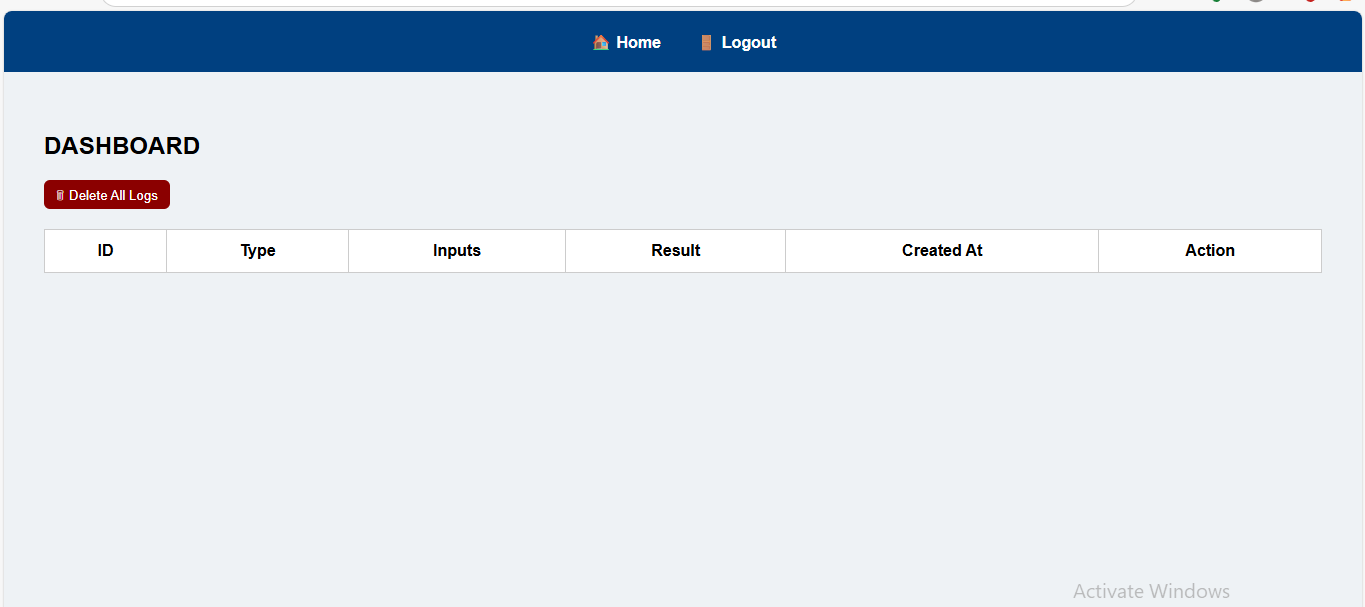 Home Logout
DASHBOARD
Delete All Logs
ID Type Inputs Result Created At Action
Activate Windows